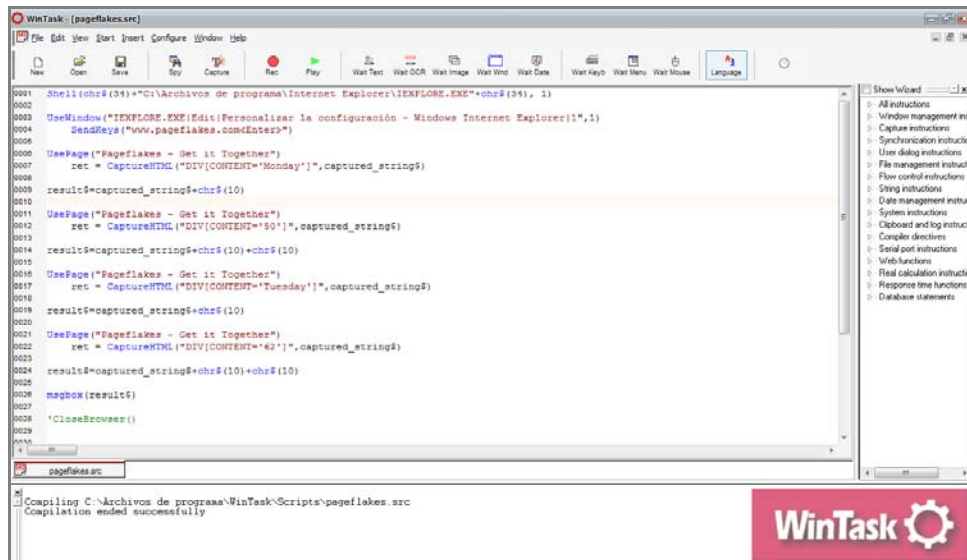 WinTask - [pageflakes.src]
File Edit View Start Insert Configure Window Help
New Open Save Spy Capture Rec Play Wait Text Wait OCR Wait Image Wait Wnd Wait Date Wait Keyb Wait Menu Wait Mouse Language
0001 Shell(chr$(34)+"C:\Archivos de programa\Internet Explorer\IEXPLORE.EXE"+chr$(34), 1)
0002
0003 UseWindow("IEXPLORE.EXE|Edit|Personalizar la configuración - Windows Internet Explorer|1",1)
0004 SendKeys("www.pageflakes.com<Enter>")
0005
0006 UsePage("Pageflakes - Get it Together")
0007 ret = CaptureHTML("DIV[CONTENT='Monday']",captured_string$)
0008
0009 result$=captured_string$+chr$(10)
0010
0011 UsePage("Pageflakes - Get it Together")
0012 ret = CaptureHTML("DIV[CONTENT='50']",captured_string$)
0013
0014 result$=captured_string$+chr$(10)+chr$(10)
0015
0016 UsePage("Pageflakes - Get it Together")
0017 ret = CaptureHTML("DIV[CONTENT='Tuesday']",captured_string$)
0018
0019 result$=captured_string$+chr$(10)
0020
0021 UsePage("Pageflakes - Get it Together")
0022 ret = CaptureHTML("DIV[CONTENT='62']",captured_string$)
0023
0024 result$=captured_string$+chr$(10)+chr$(10)
0025
0026 msgbox(result$)
0027
0028 'CloseBrowser()
0029
0030
Show Wizard
All instructions
Window management ins
Capture instructions
Synchronization instructic
User dialog instructions
File management instruct
Flow control instructions
String instructions
Date management instru
System instructions
Clipboard and log instruct
Compiler directives
Serial port instructions
Web functions
Real calculation instructi
Response time functions
Database statements
pageflakes.src
Compiling C:\Archivos de programa\WinTask\Scripts\pageflakes.src
Compilation ended successfully
WinTask